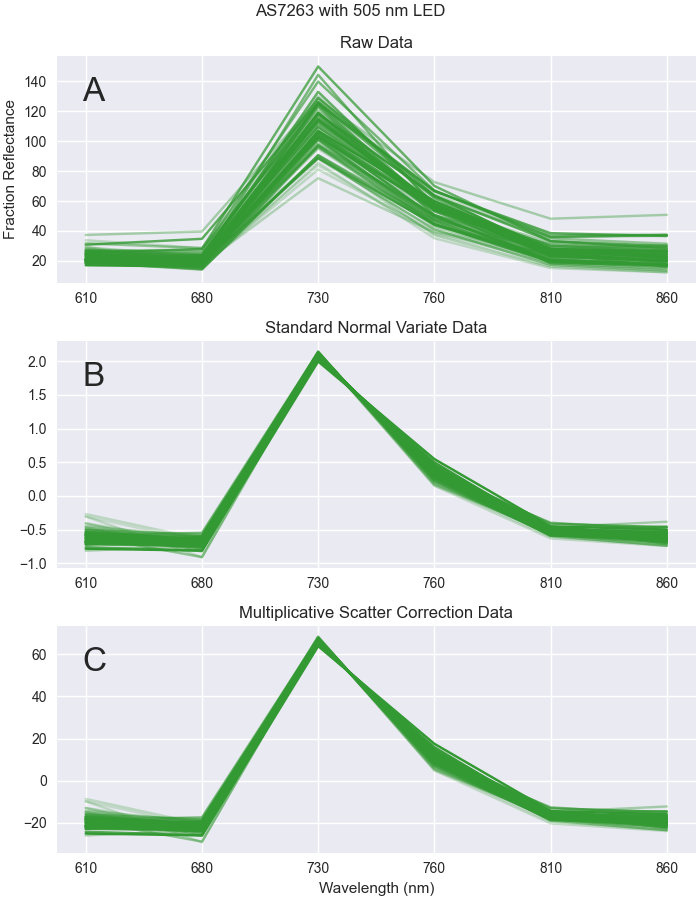 AS7263 with 505 nm LED
Raw Data
A
Fraction Reflectance
140
120
100
80
60
40
20
610 680 730 760 810 860
Standard Normal Variate Data
B
2.0
1.5
1.0
0.5
0.0
−0.5
−1.0
610 680 730 760 810 860
Multiplicative Scatter Correction Data
C
60
40
20
0
−20
610 680 730 760 810 860
Wavelength (nm)